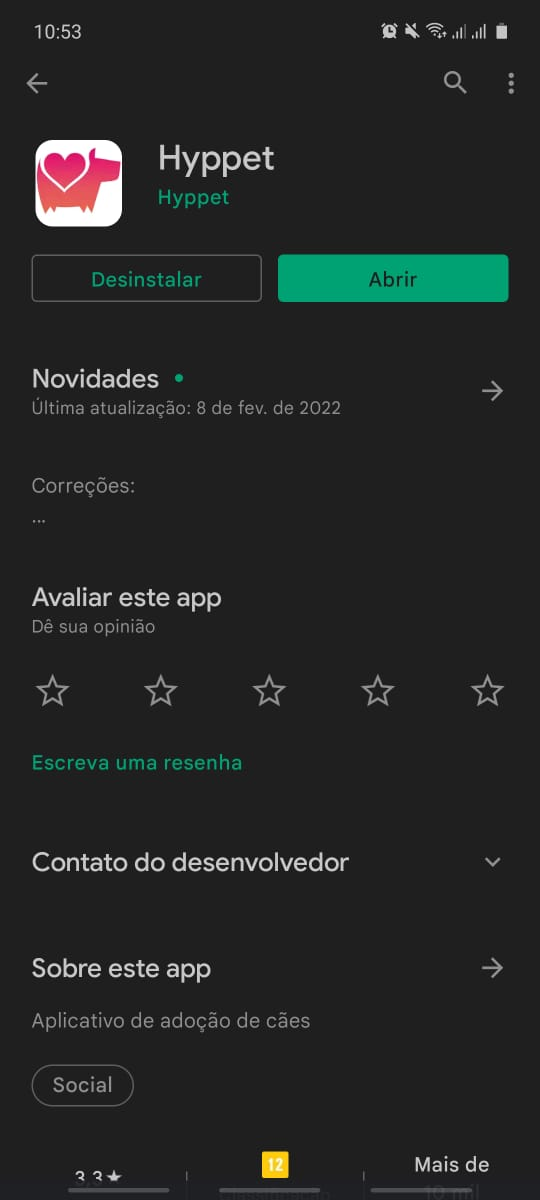 10:53
Hyppet
Hyppet
Desinstalar
Abrir
Novidades
Última atualização: 8 de fev. de 2022
Correções:
...
Avaliar este app
Dê sua opinião
Escreva uma resenha
Contato do desenvolvedor
Sobre este app
Aplicativo de adoção de cães
Social
3,3★
12
Mais de